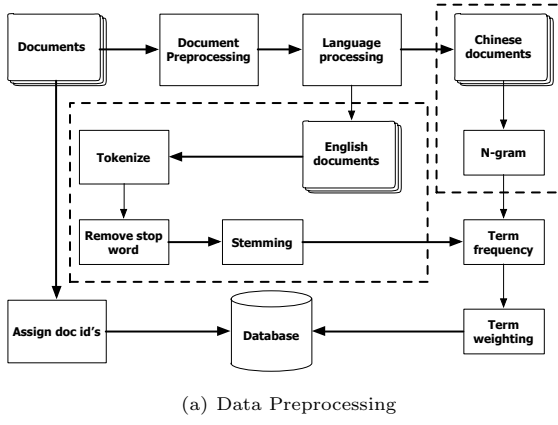 Documents
Document
Preprocessing
Language
processing
Chinese
documents
English
documents
Tokenize
N-gram
Remove stop
word
Stemming
Term
frequency
Assign doc id's
Database
Term
weighting
(a) Data Preprocessing